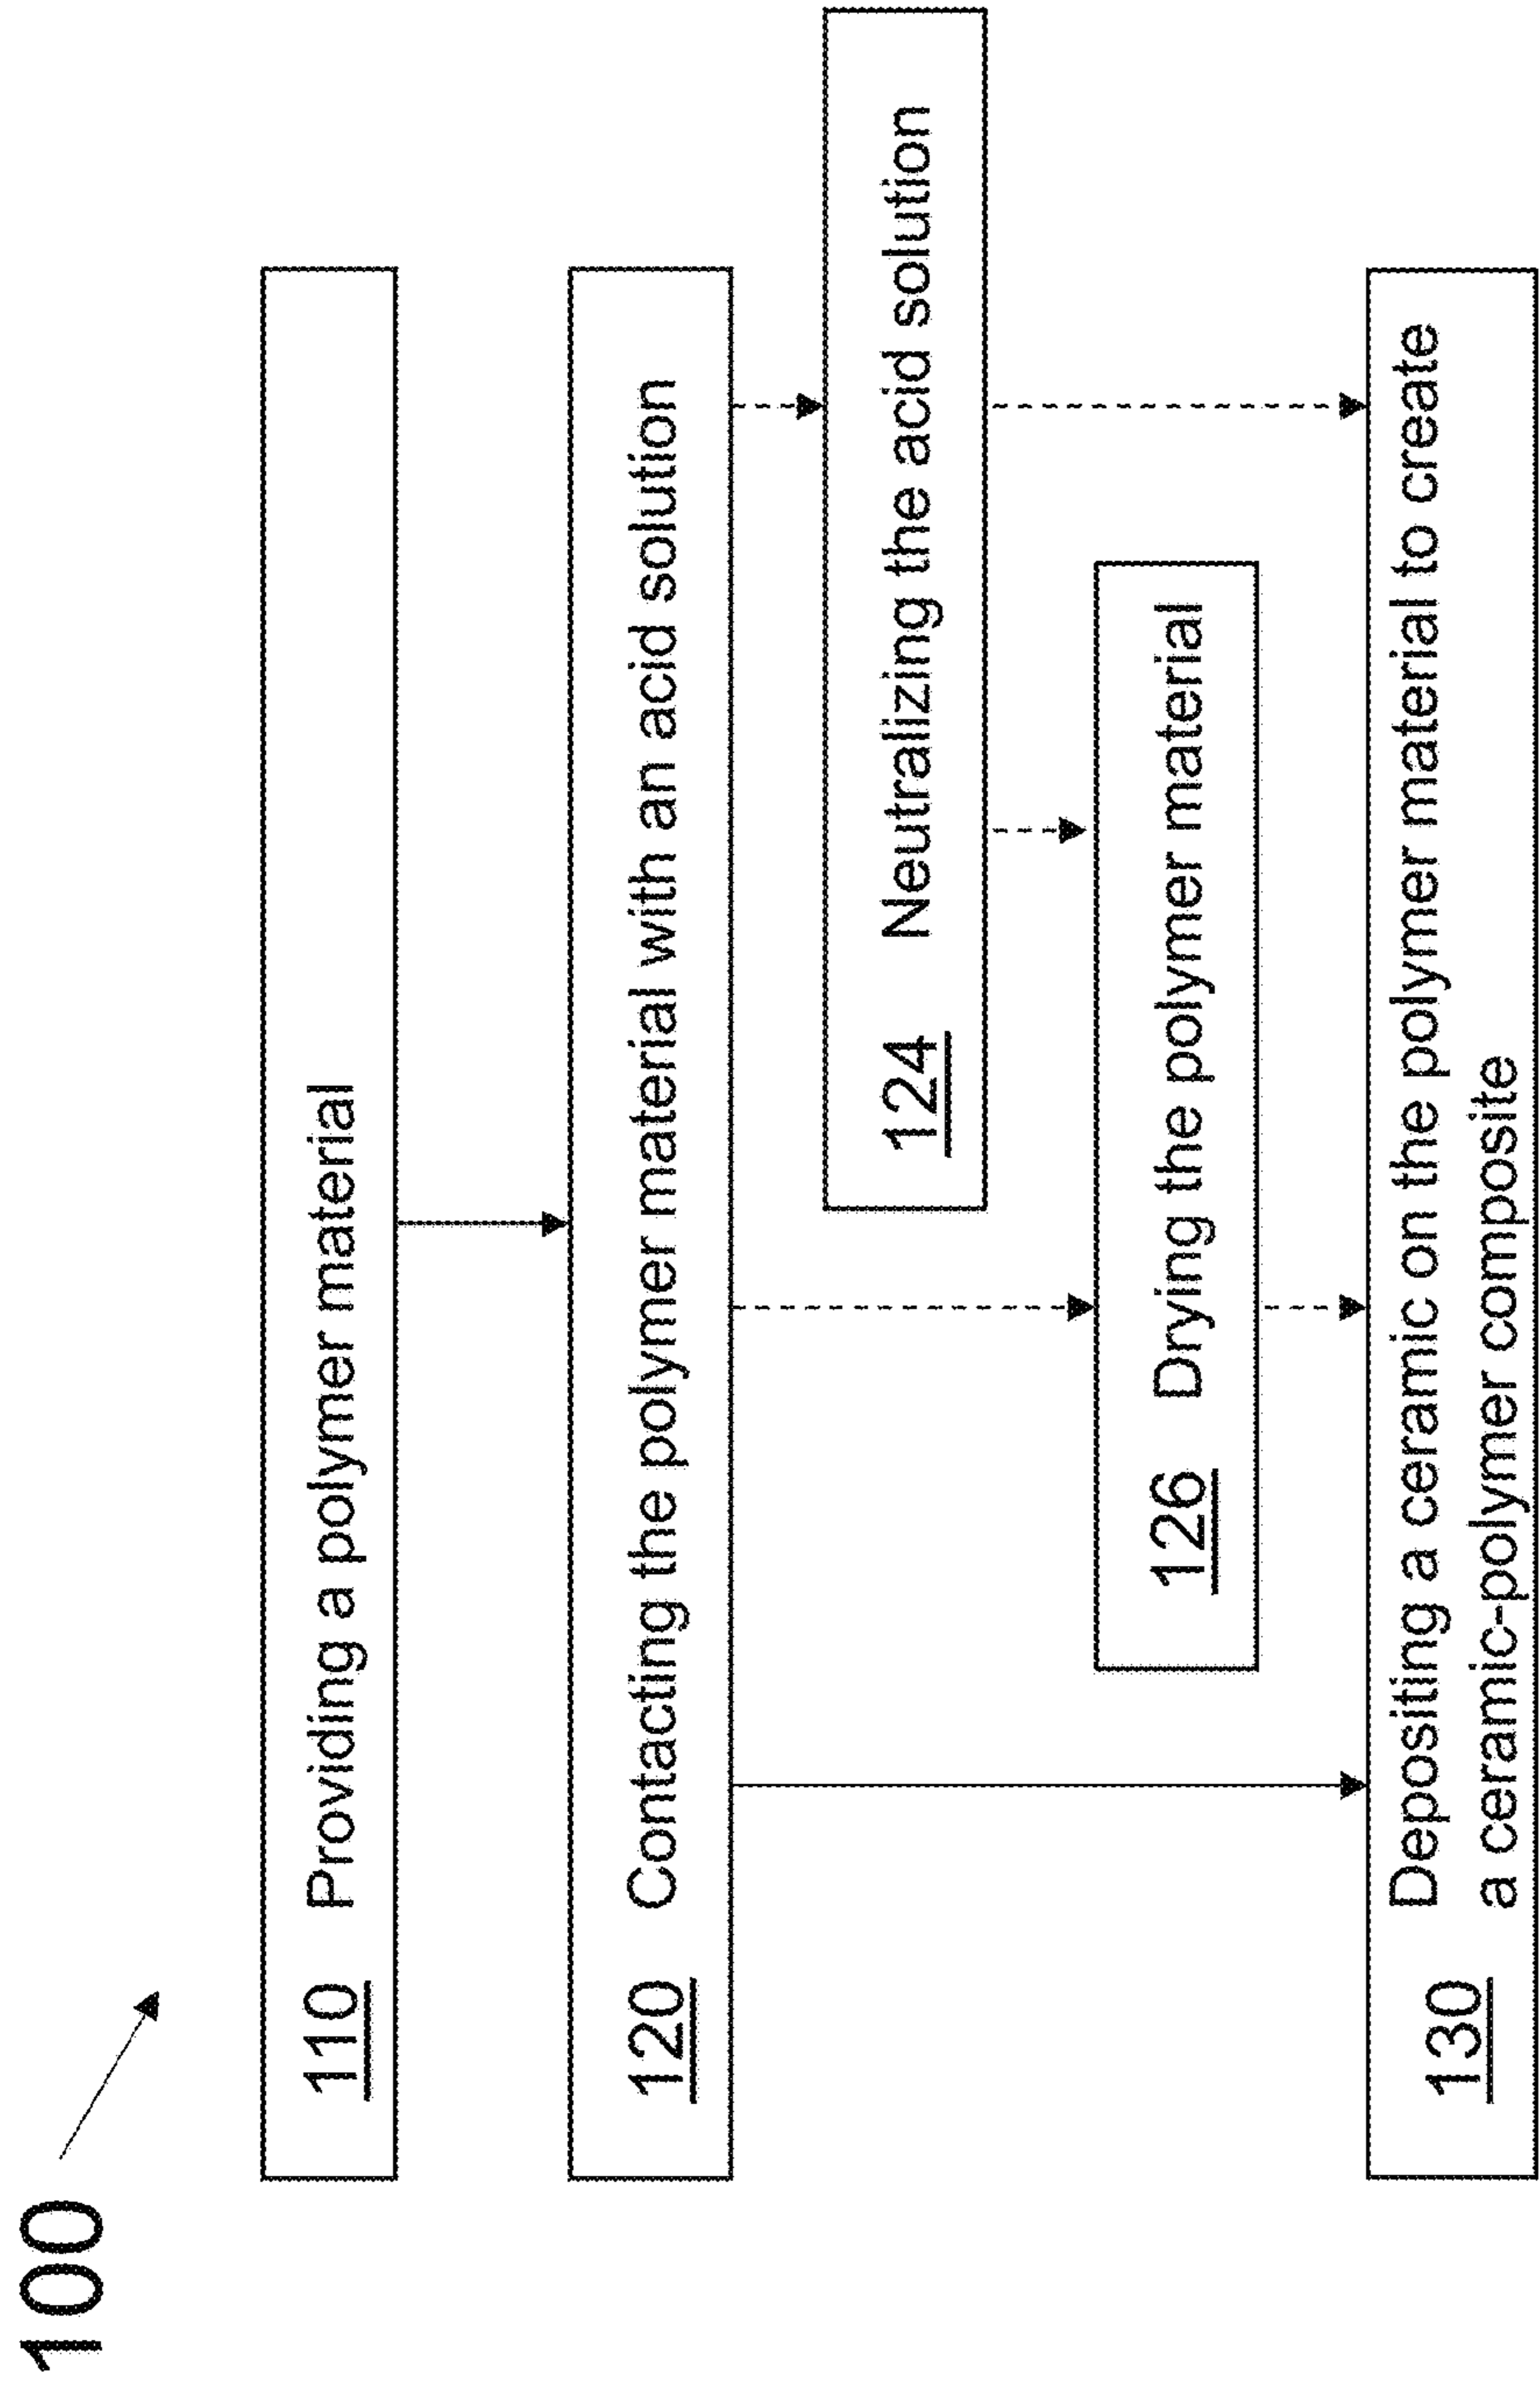 100
110 Providing a polymer material
120 Contacting the polymer material with an acid solution
124 Neutralizing the acid solution
126 Drying the polymer material
130 Depositing a ceramic on the polymer material to create
a ceramic-polymer composite